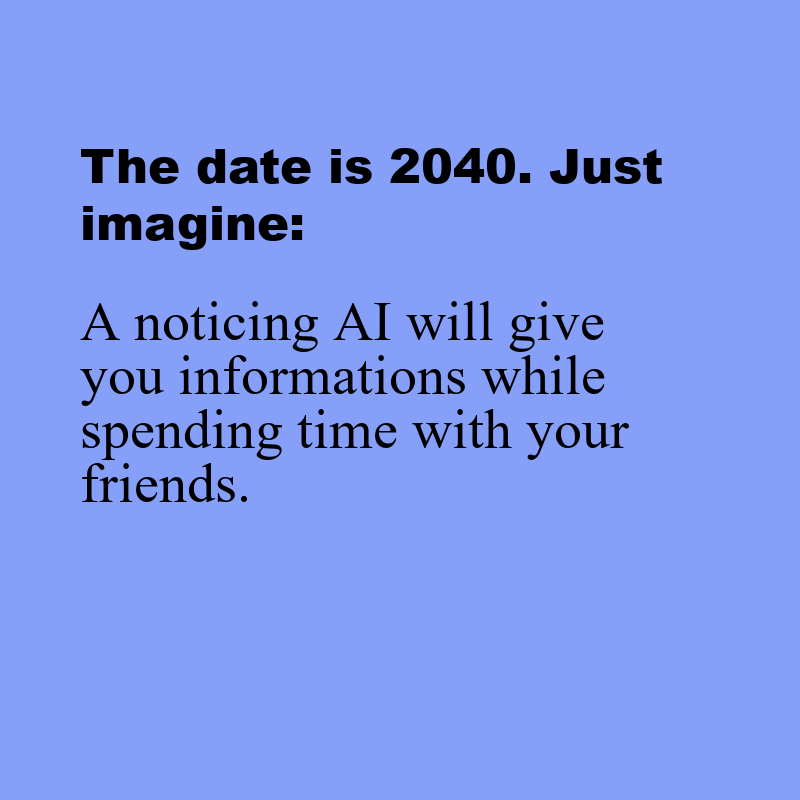 The date is 2040. Just
imagine:
A noticing AI will give
you informations while
spending time with your
friends.